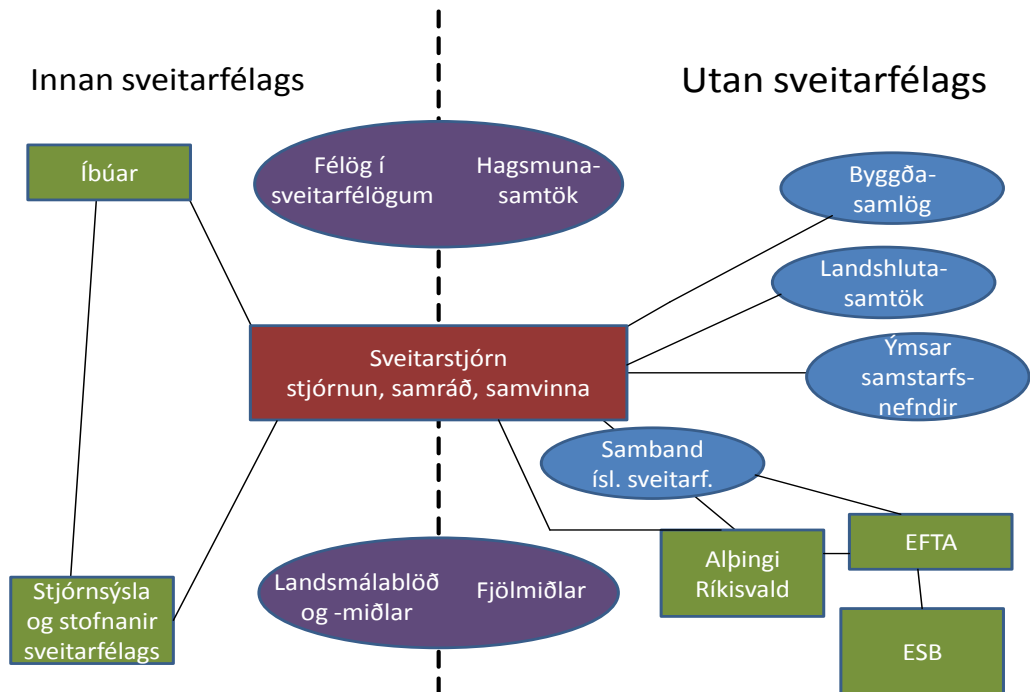 Innan sveitarfélags
Utan sveitarfélags
Íbúar
Félög í
sveitarfélögum
Hagsmuna-
samtök
Byggða-
samlög
Landshluta-
samtök
Sveitarstjórn
stjórnun, samráð, samvinna
Ýmsar
samstarfs-
nefndir
Samband
ísl. sveitarf.
Alþingi
Ríkisvald
EFTA
ESB
Stjórnsýsla
og stofnanir
sveitarfélags
Landsmálablöð
og -miðlar
Fjölmiðlar